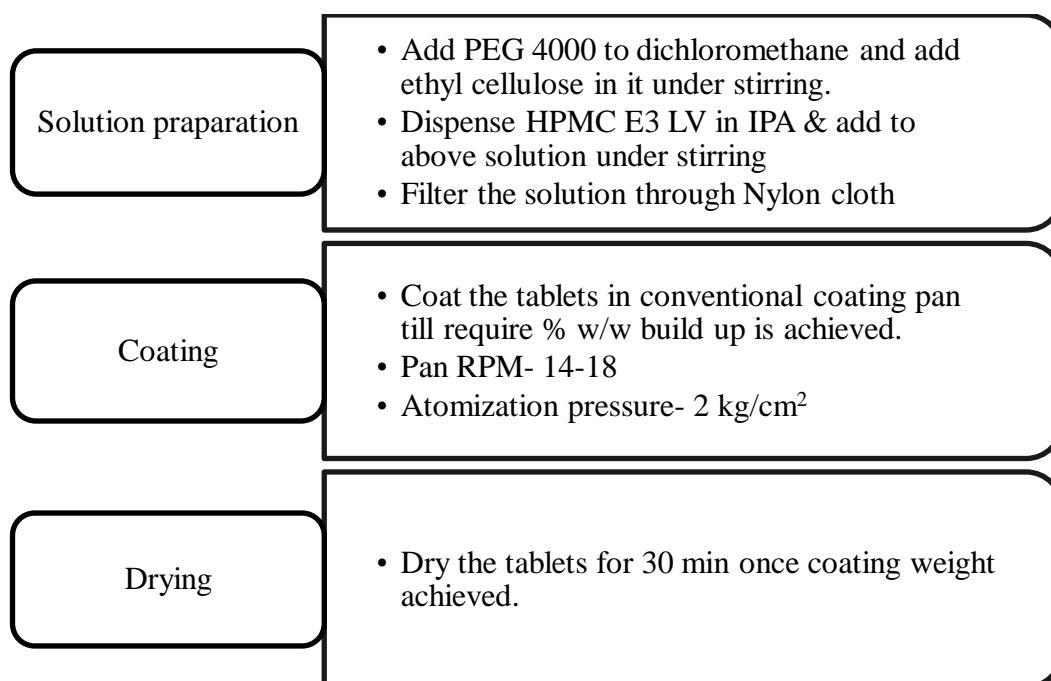 Solution praparation
• Add PEG 4000 to dichloromethane and add
ethyl cellulose in it under stirring.
• Dispense HPMC E3 LV in IPA & add to
above solution under stirring
• Filter the solution through Nylon cloth
Coating
• Coat the tablets in conventional coating pan
till require % w/w build up is achieved.
• Pan RPM- 14-18
• Atomization pressure- 2 kg/cm²
Drying
• Dry the tablets for 30 min once coating weight
achieved.